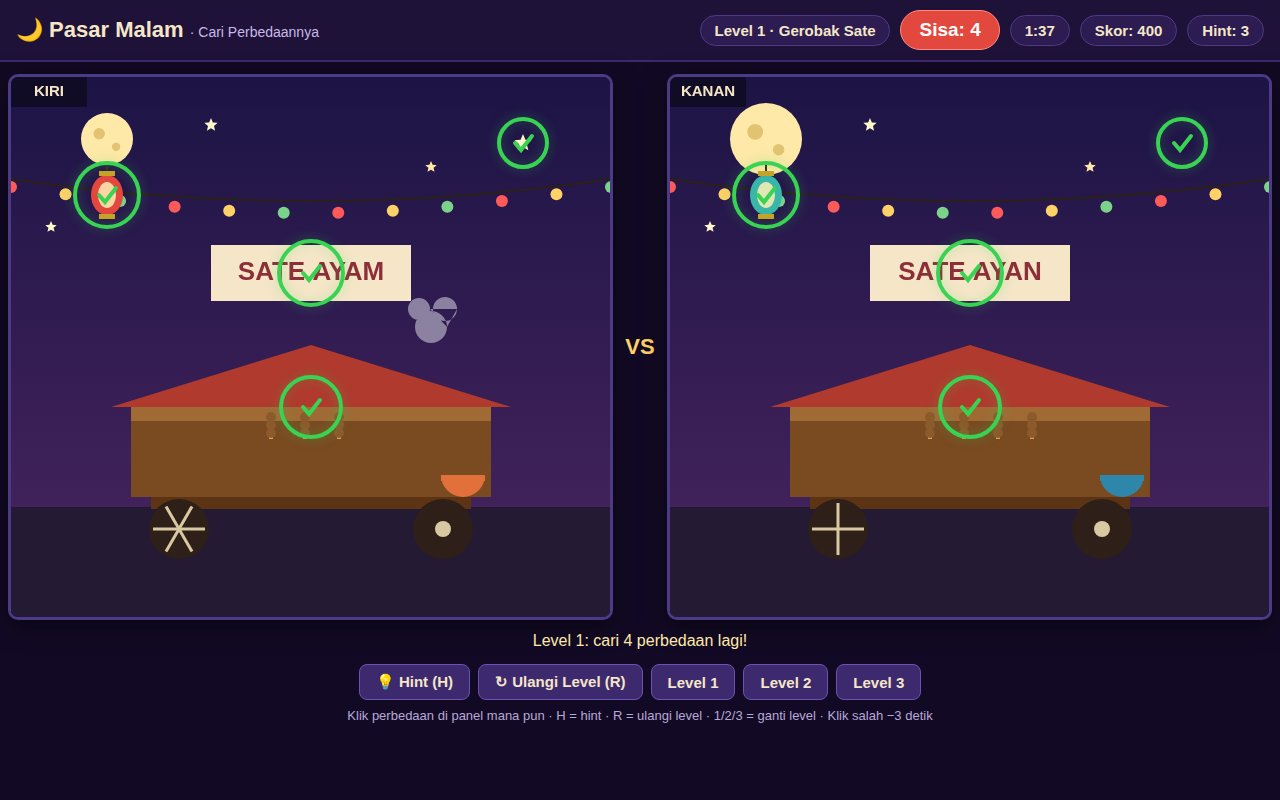 🌙 Pasar Malam · Cari Perbedaannya
Level 1 · Gerobak Sate
Sisa: 4
1:37
Skor: 400
Hint: 3
KIRI
SATE AYAM
VS
KANAN
SATE AYAN
Level 1: cari 4 perbedaan lagi!
💡 Hint (H)
↻ Ulangi Level (R)
Level 1
Level 2
Level 3
Klik perbedaan di panel mana pun · H = hint · R = ulangi level · 1/2/3 = ganti level · Klik salah −3 detik